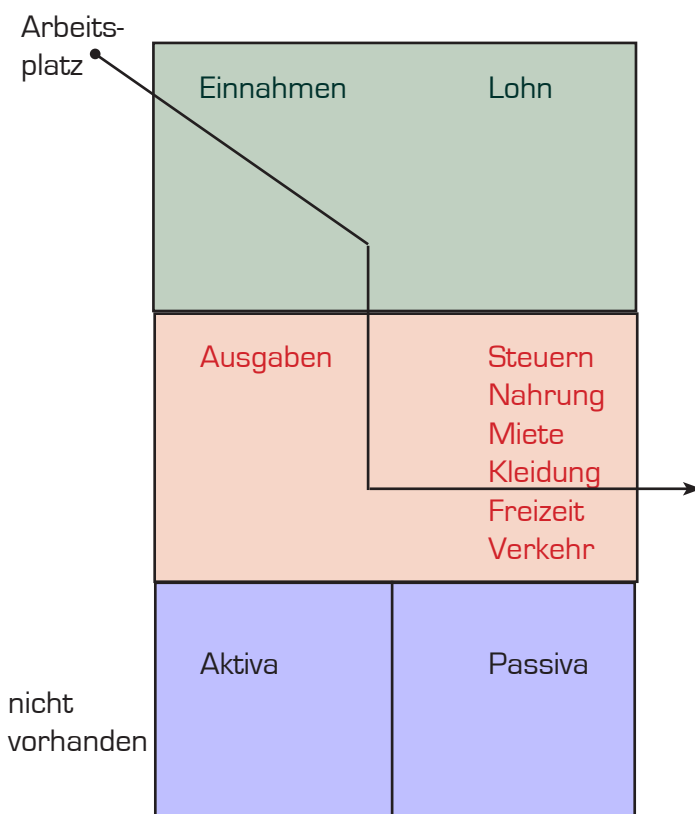 Arbeits-
platz
Einnahmen
Lohn
Ausgaben
Steuern
Nahrung
Miete
Kleidung
Freizeit
Verkehr
Aktiva
Passiva
nicht
vorhanden